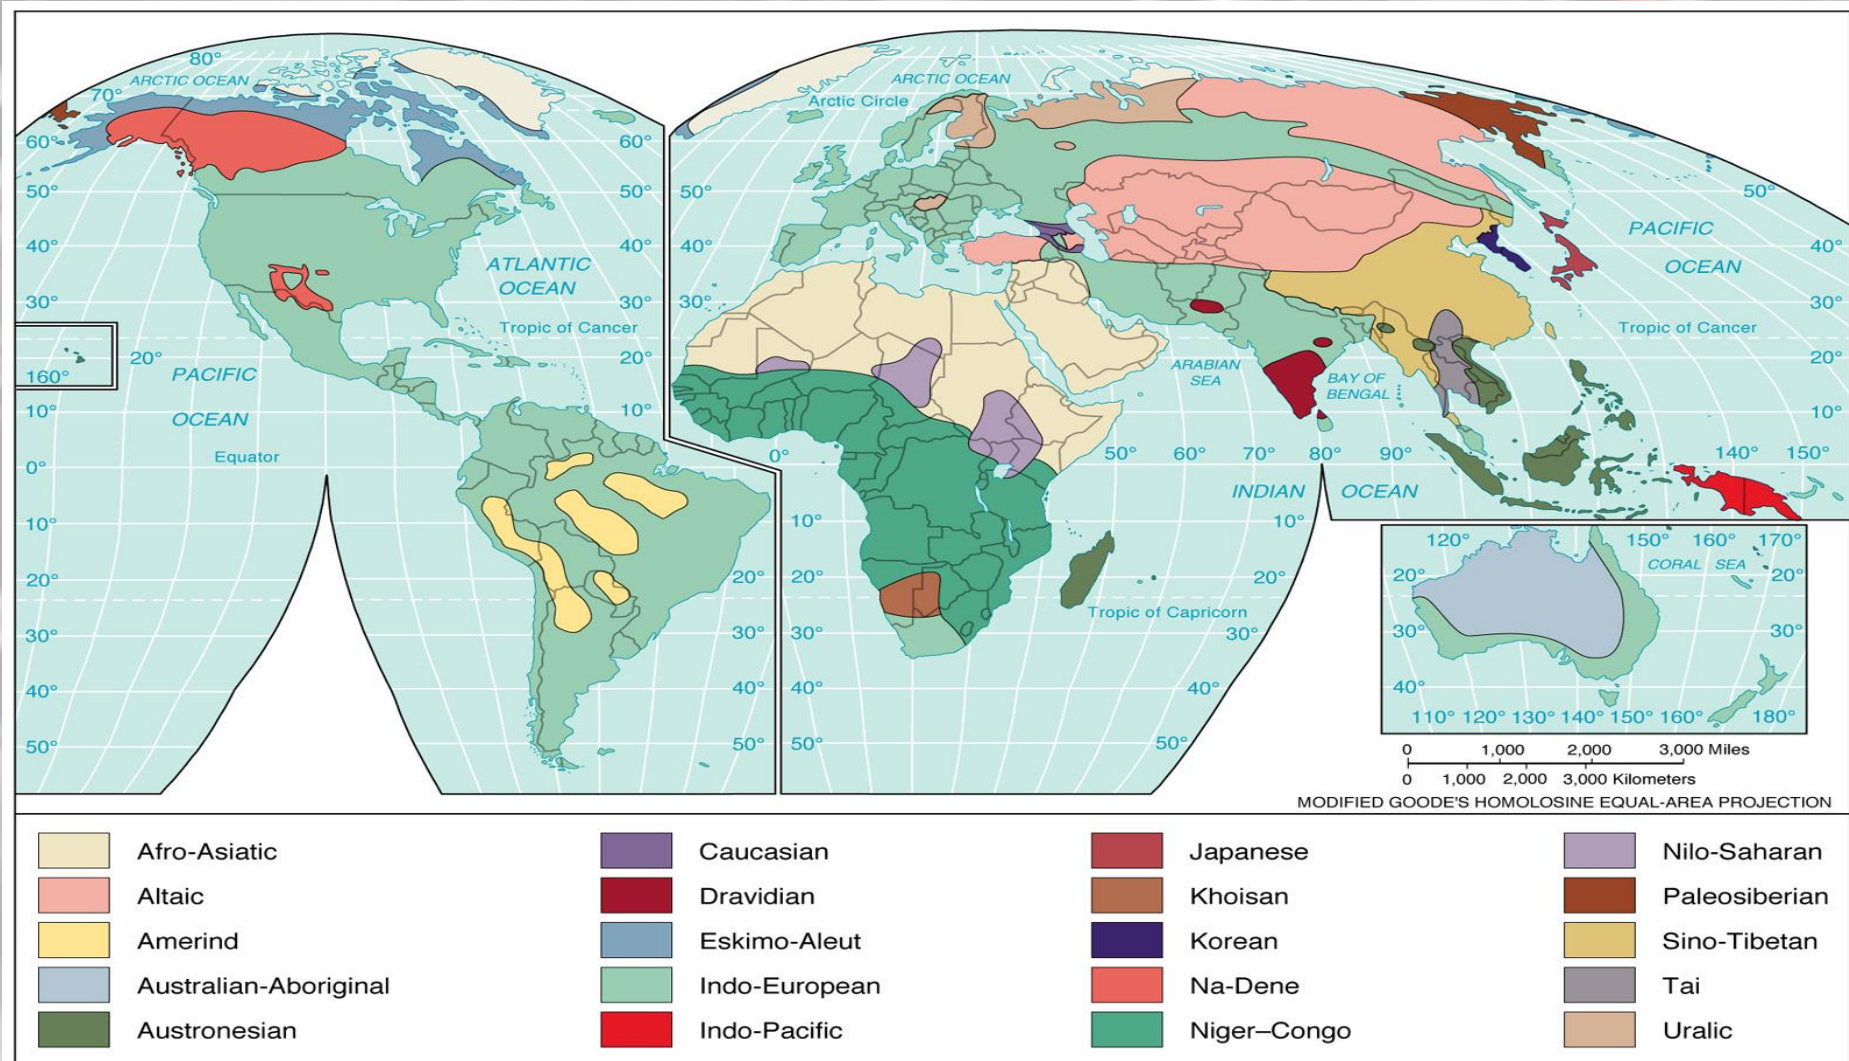 80°
ARCTIC OCEAN
70°
60°
50°
40°
30°
160°
20°
10°
0°
10°
20°
30°
40°
50°
PACIFIC
OCEAN
Equator
ATLANTIC
OCEAN
Tropic of Cancer
60°
50°
40°
30°
20°
10°
20°
30°
40°
50°
ARCTIC OCEAN
Arctic Circle
50°
40°
30°
0°
10°
20°
30°
40°
50°
50°
60°
70°
80°
90°
ARABIAN
SEA
BAY OF
BENGAL
INDIAN
OCEAN
10°
20°
Tropic of Capricorn
30°
40°
50°
PACIFIC
OCEAN
50°
40°
30°
Tropic of Cancer
20°
10°
140°
150°
120°
150°
160°
170°
CORAL SEA
20°
20°
30°
30°
40°
40°
110°
120°
130°
140°
150°
160°
180°
0
1,000
2,000
3,000 Miles
0
1,000
2,000
3,000 Kilometers
MODIFIED GOODE'S HOMOLOSINE EQUAL-AREA PROJECTION
Afro-Asiatic
Altaic
Amerind
Australian-Aboriginal
Austronesian
Caucasian
Dravidian
Eskimo-Aleut
Indo-European
Indo-Pacific
Japanese
Khoisan
Korean
Na-Dene
Niger–Congo
Nilo-Saharan
Paleosiberian
Sino-Tibetan
Tai
Uralic